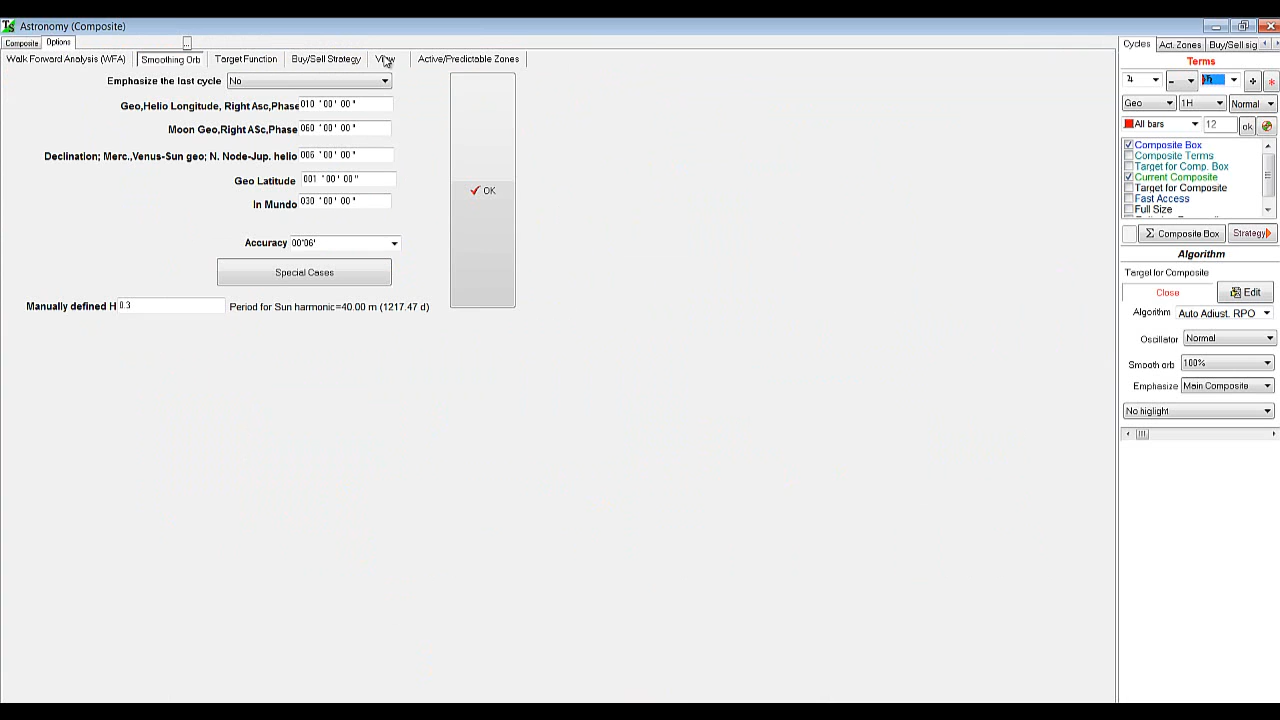 Astronomy (Composite)
Composite Options ...
Walk Forward Analysis (WFA) Smoothing Orb Target Function Buy/Sell Strategy View Active/Predictable Zones
Emphasize the last cycle No
Geo,Helio Longitude, Right Asc,Phase 010 °00' 00 "
Moon Geo,Right ASc,Phase 060 °00' 00 "
Declination; Merc.,Venus-Sun geo; N. Node-Jup. helio 006 °00' 00 "
Geo Latitude 001 °00' 00 "
In Mundo 030 °00' 00 "
Accuracy 00°06'
Special Cases
Manually defined H 0.3 Period for Sun harmonic=40.00 m (1217.47 d)
OK
Cycles Act. Zones Buy/Sell sig
Terms
Geo 1H Normal
All bars 12 ok
Composite Box
Composite Terms
Target for Comp. Box
Current Composite
Target for Composite
Fast Access
Full Size
Σ Composite Box Strategy
Algorithm
Target for Composite
Close Edit
Algorithm Auto Adjust. RPO
Oscillator Normal
Smooth orb 100%
Emphasize Main Composite
No higlight